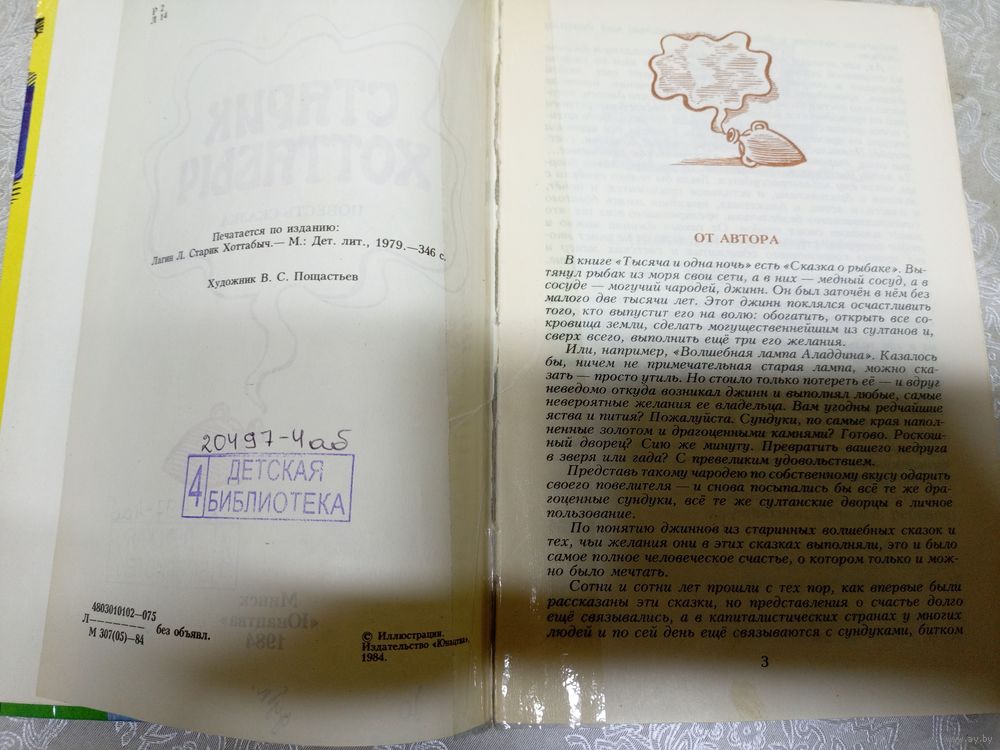 Печатается по изданию:
Лагин Л. Старик Хоттабыч.— М.: Дет. лит., 1979.—346 с.
Художник В. С. Пощастьев
20497-4аб
4 ДЕТСКАЯ
БИБЛИОТЕКА
4803010102—075
Л————— без объявл.
М 307(05)—84
© Иллюстрации.
Издательство «Юнацтва»,
1984.
СТАРИК
ХОТТАБЫЧ
ПОВЕСТЬ-СКАЗКА
Минск
«Юнацтва»
1984
ОТ АВТОРА
В книге «Тысяча и одна ночь» есть «Сказка о рыбаке». Вы-
тянул рыбак из моря свои сети, а в них — медный сосуд, а в
сосуде — могучий чародей, джинн. Он был заточён в нём без
малого две тысячи лет. Этот джинн поклялся осчастливить
того, кто выпустит его на волю: обогатить, открыть все со-
кровища земли, сделать могущественнейшим из султанов и,
сверх всего, выполнить ещё три его желания.
Или, например, «Волшебная лампа Аладдина». Казалось
бы, ничем не примечательная старая лампа, можно ска-
зать — просто утиль. Но стоило только потереть её — и вдруг
неведомо откуда возникал джинн и выполнял любые, самые
невероятные желания ее владельца. Вам угодны редчайшие
яства и пития? Пожалуйста. Сундуки, по самые края напол-
ненные золотом и драгоценными камнями? Готово. Роскош-
ный дворец? Сию же минуту. Превратить вашего недруга
в зверя или гада? С превеликим удовольствием.
Представь такому чародею по собственному вкусу одарить
своего повелителя — и снова посыпались бы всё те же дра-
гоценные сундуки, всё те же султанские дворцы в личное
пользование.
По понятию джиннов из старинных волшебных сказок и
тех, чьи желания они в этих сказках выполняли, это и было
самое полное человеческое счастье, о котором только и мож-
но было мечтать.
Сотни и сотни лет прошли с тех пор, как впервые были
рассказаны эти сказки, но представления о счастье долго
ещё связывались, а в капиталистических странах у многих
людей и по сей день ещё связываются с сундуками, битком
3
www.ay.by